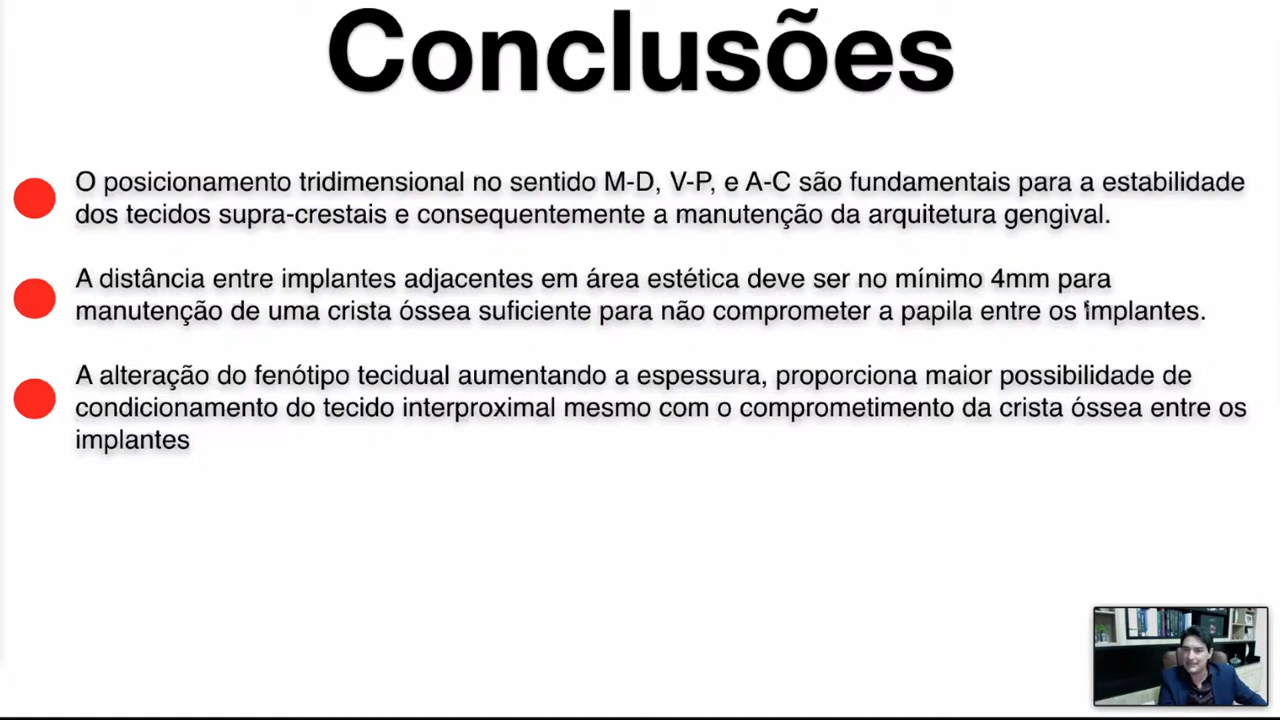 Conclusões
O posicionamento tridimensional no sentido M-D, V-P, e A-C são fundamentais para a estabilidade
dos tecidos supra-crestais e consequentemente a manutenção da arquitetura gengival.
A distância entre implantes adjacentes em área estética deve ser no mínimo 4mm para
manutenção de uma crista óssea suficiente para não comprometer a papila entre os implantes.
A alteração do fenótipo tecidual aumentando a espessura, proporciona maior possibilidade de
condicionamento do tecido interproximal mesmo com o comprometimento da crista óssea entre os
implantes